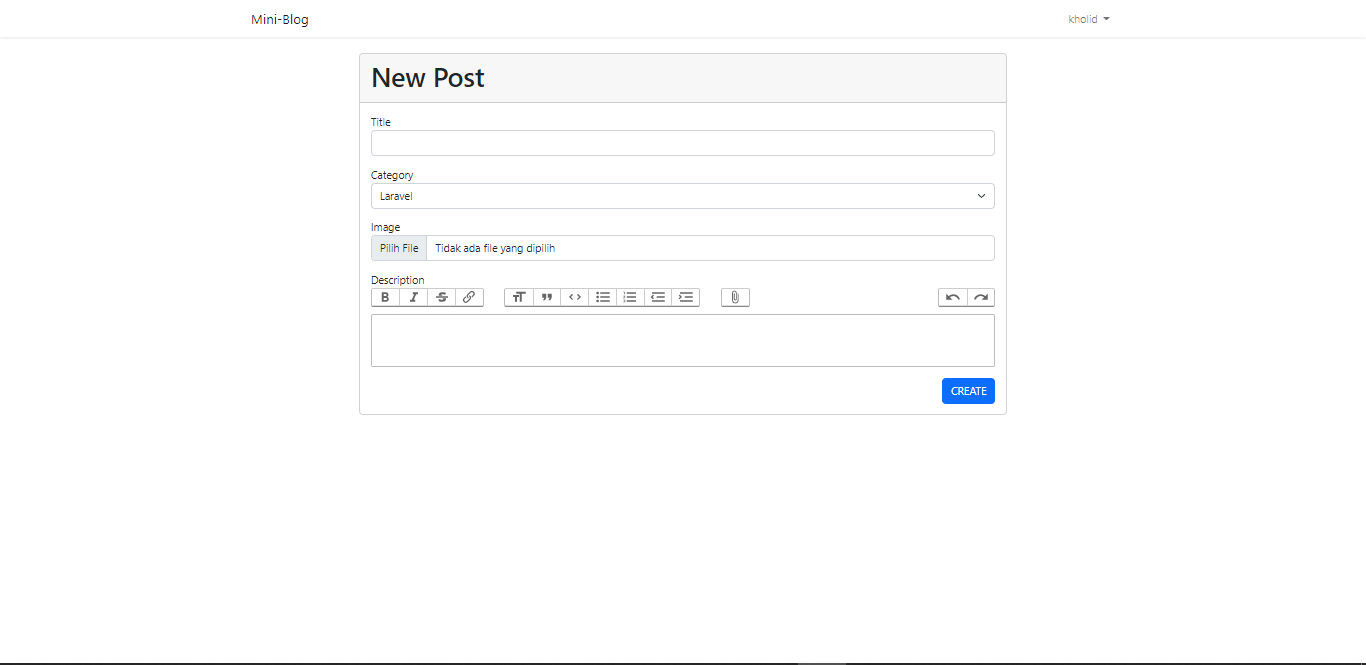 Mini-Blog
kholid
New Post
Title
Category
Laravel
Image
Pilih File Tidak ada file yang dipilih
Description
CREATE